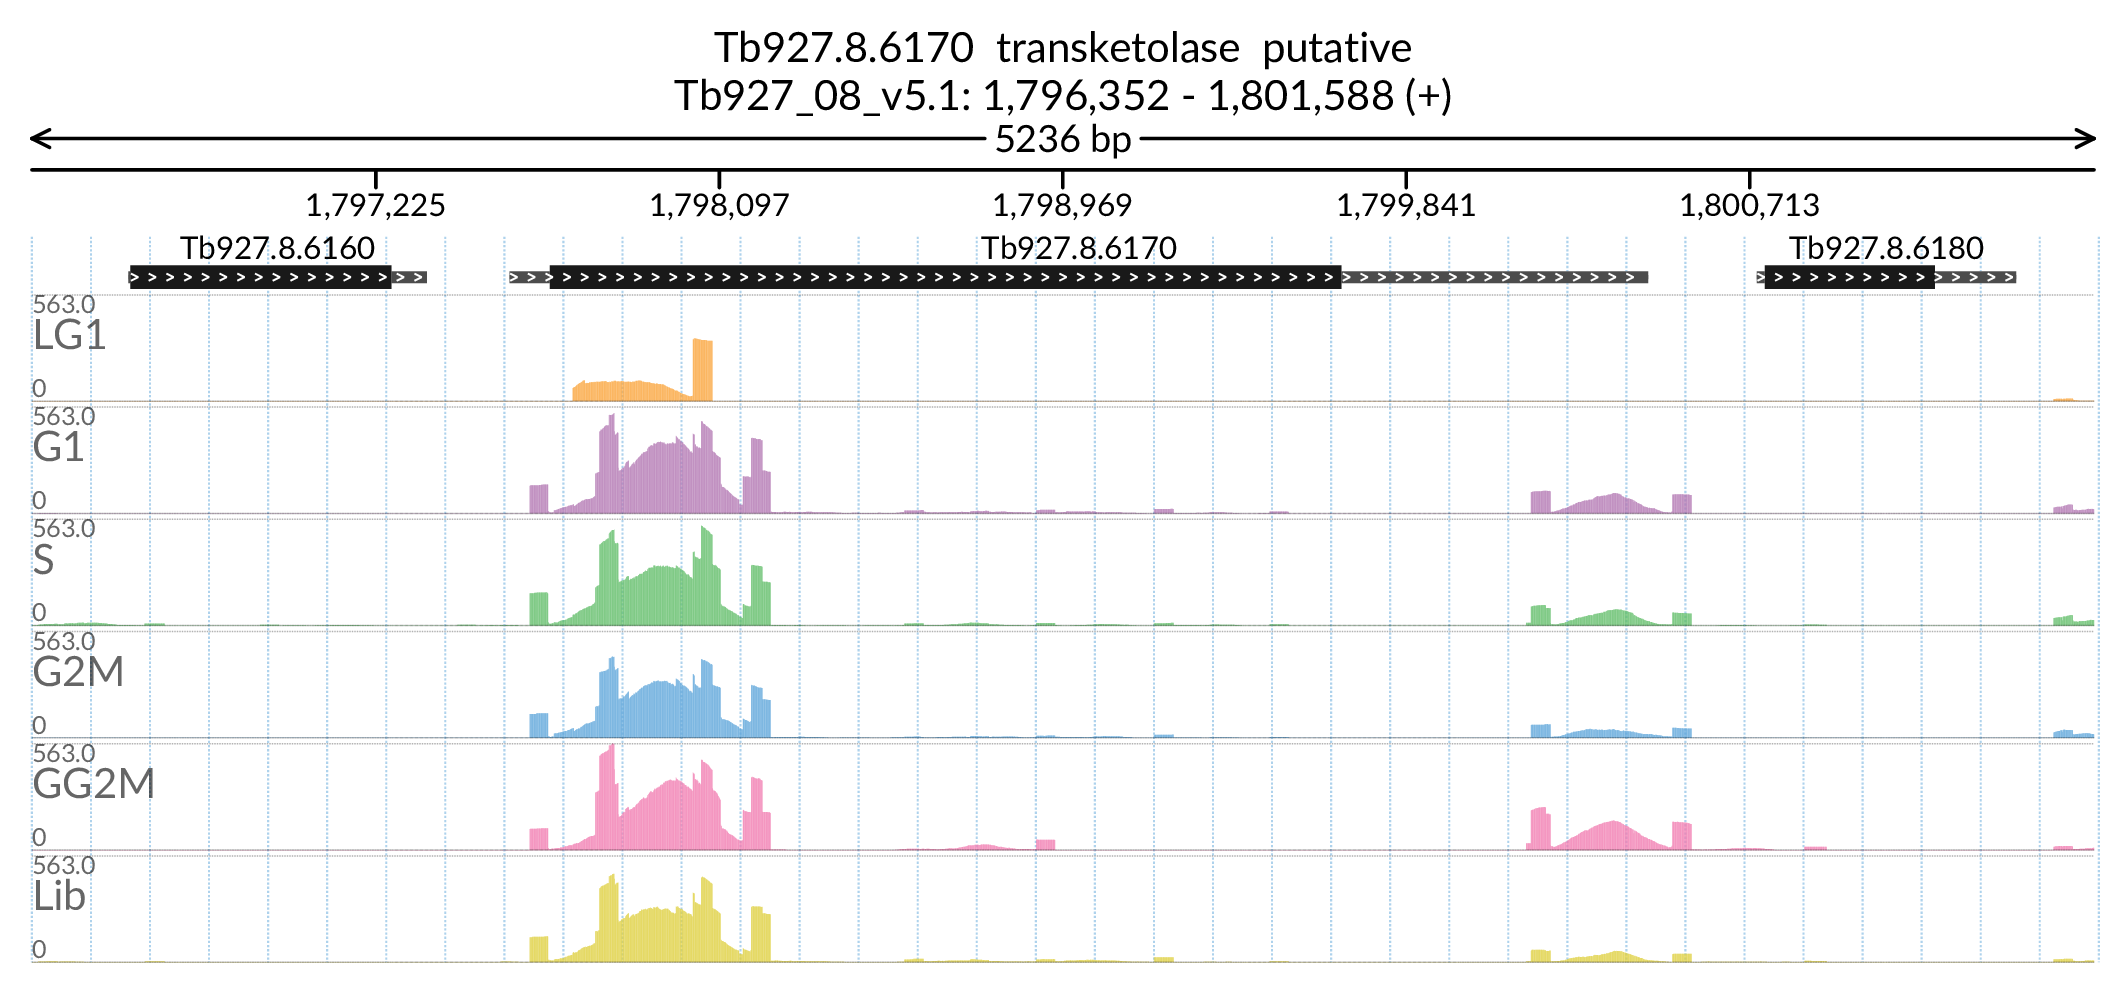 Tb927.8.6170 transketolase putative
Tb927_08_v5.1: 1,796,352 - 1,801,588 (+)
5236 bp
1,797,225 1,798,097 1,798,969 1,799,841 1,800,713
Tb927.8.6160 Tb927.8.6170 Tb927.8.6180
563.0
LG1
0
563.0
G1
0
563.0
S
0
563.0
G2M
0
563.0
GG2M
0
563.0
Lib
0